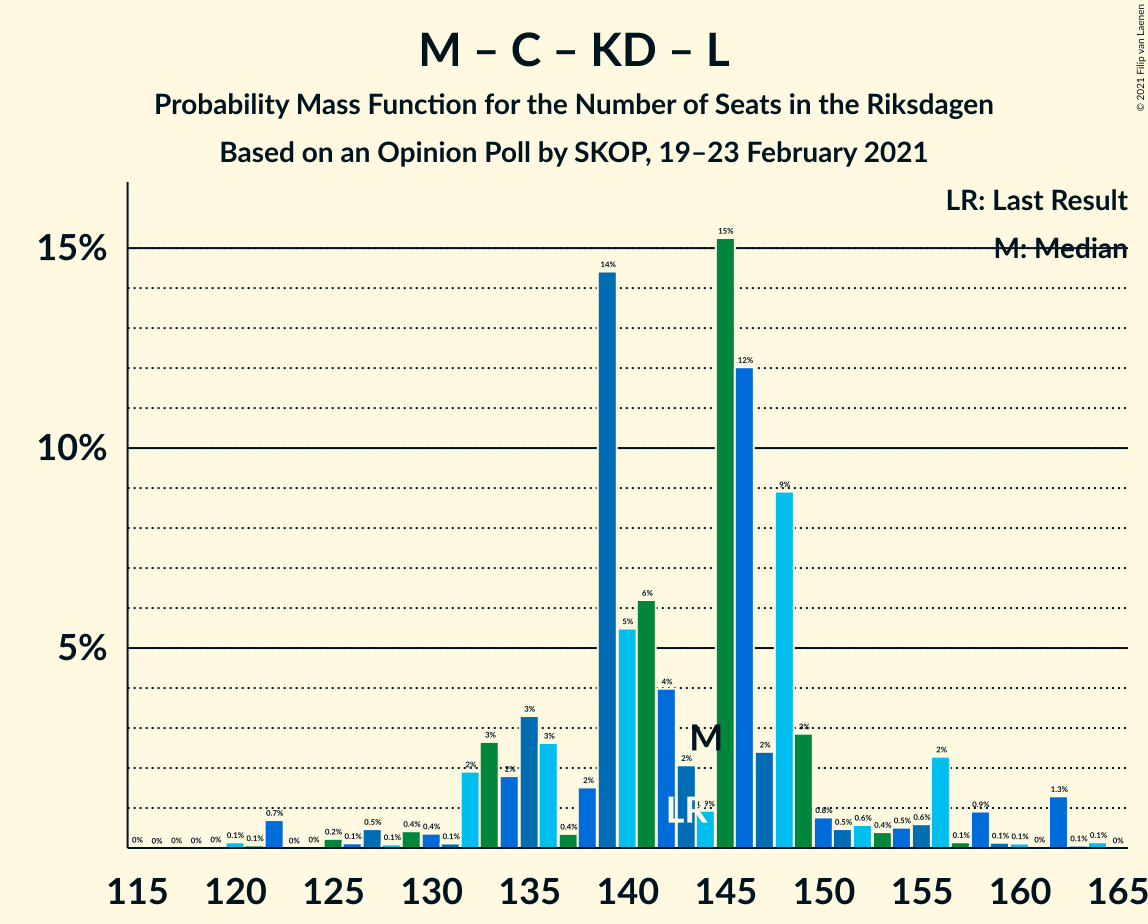 M – C – KD – L
Probability Mass Function for the Number of Seats in the Riksdagen
Based on an Opinion Poll by SKOP, 19–23 February 2021
© 2021 Filip van Laenen
LR: Last Result
M: Median
15%
10%
5%
0% 0% 0% 0% 0% 0.1% 0.1% 0.7% 0% 0% 0.2% 0.1% 0.5% 0.1% 0.4% 0.4% 0.1% 2% 3% 2% 3% 3% 0.4% 2% 14% 5% 6% 4% 2% 15% 12% 2% 9% 3% 0.8% 0.5% 0.6% 0.4% 0.5% 0.6% 2% 0.1% 0.9% 0.1% 0.1% 0% 1.3% 0.1% 0.1% 0%
M
LR
115 120 125 130 135 140 145 150 155 160 165